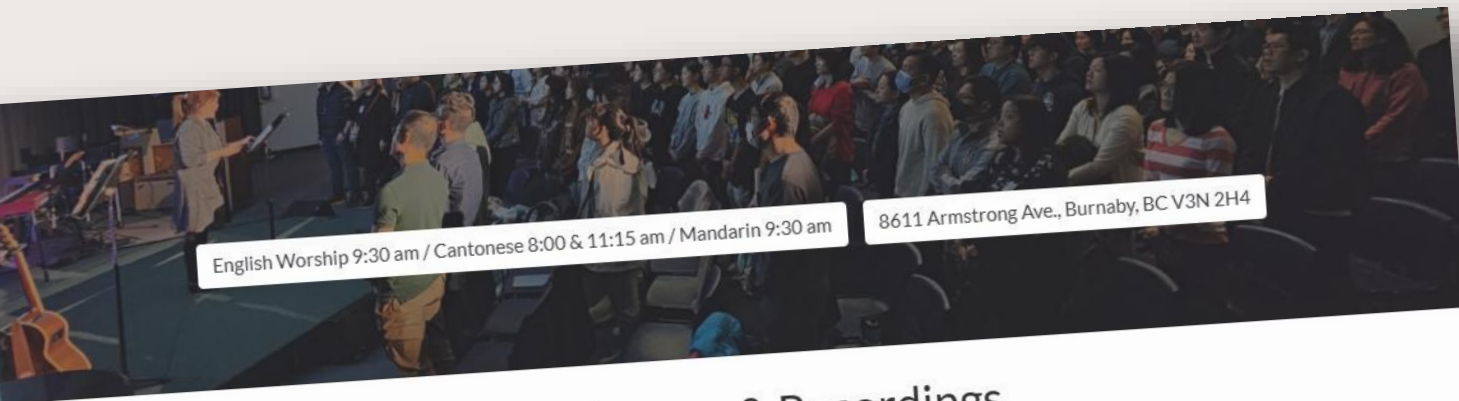 English Worship 9:30 am / Cantonese 8:00 & 11:15 am / Mandarin 9:30 am
8611 Armstrong Ave., Burnaby, BC V3N 2H4
& Recordings